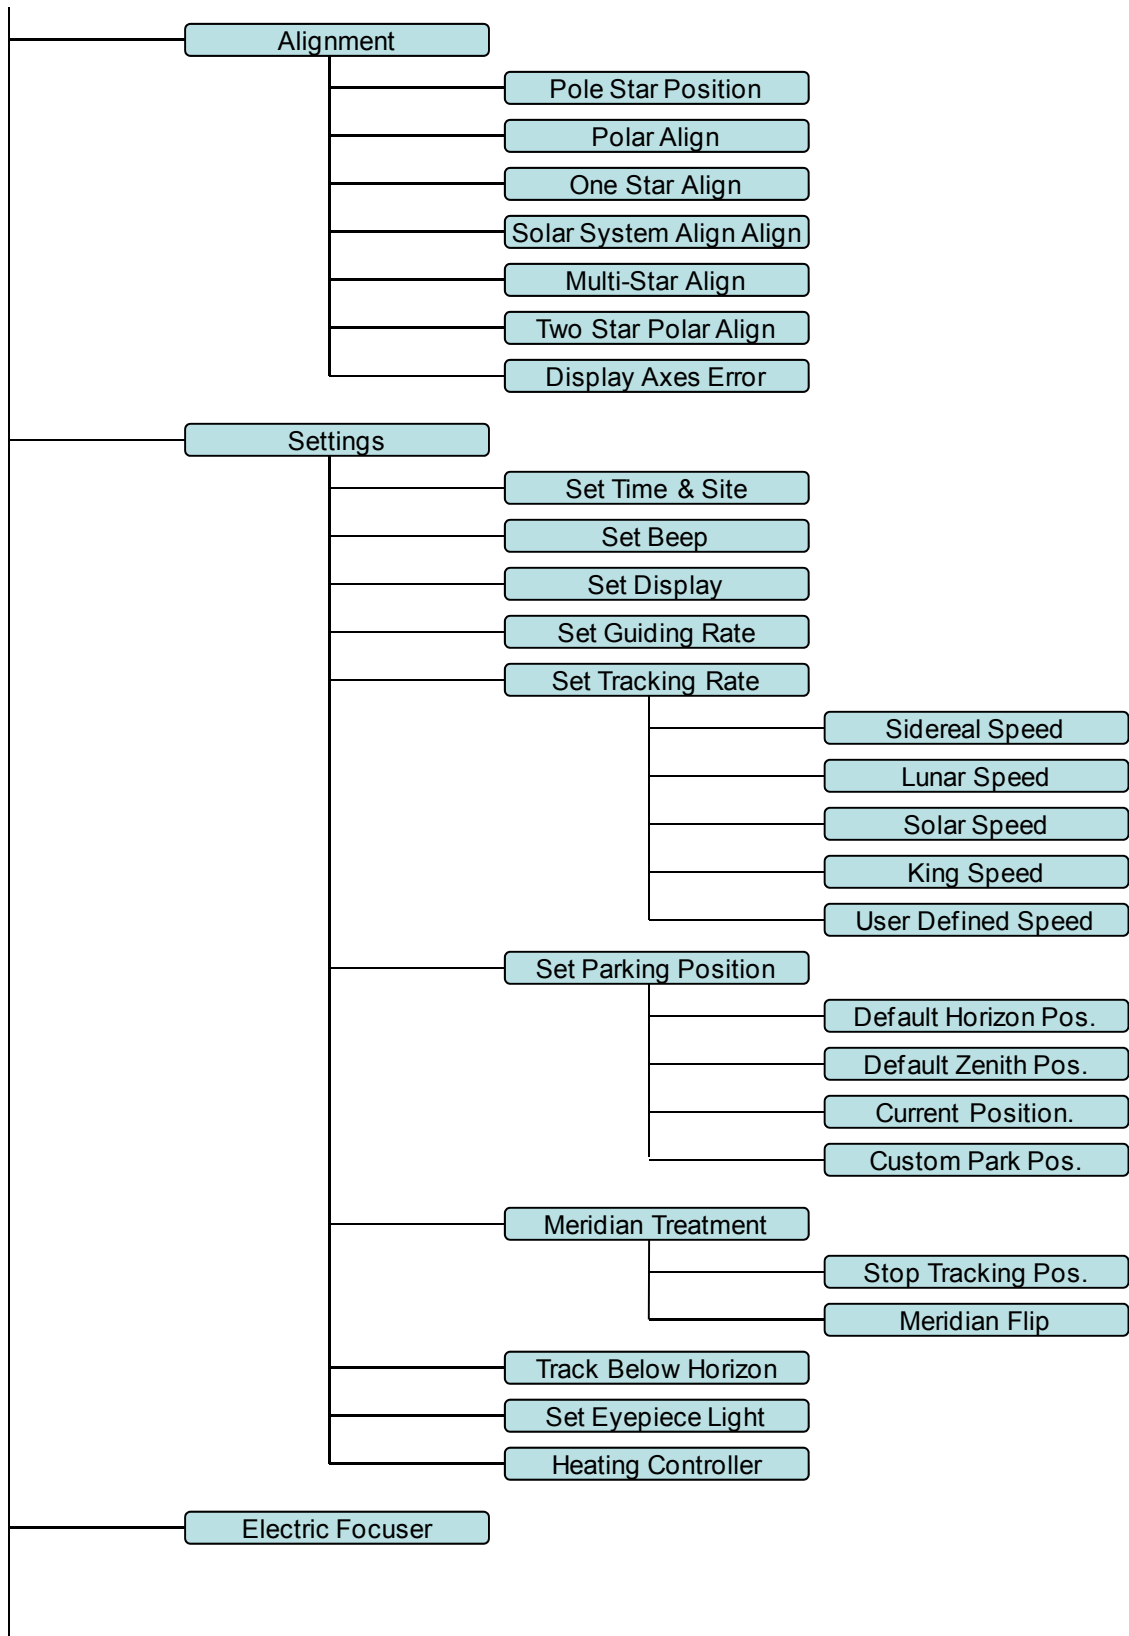 Alignment
Pole Star Position
Polar Align
One Star Align
Solar System Align Align
Multi-Star Align
Two Star Polar Align
Display Axes Error
Settings
Set Time & Site
Set Beep
Set Display
Set Guiding Rate
Set Tracking Rate
Sidereal Speed
Lunar Speed
Solar Speed
King Speed
User Defined Speed
Set Parking Position
Default Horizon Pos.
Default Zenith Pos.
Current Position.
Custom Park Pos.
Meridian Treatment
Stop Tracking Pos.
Meridian Flip
Track Below Horizon
Set Eyepiece Light
Heating Controller
Electric Focuser